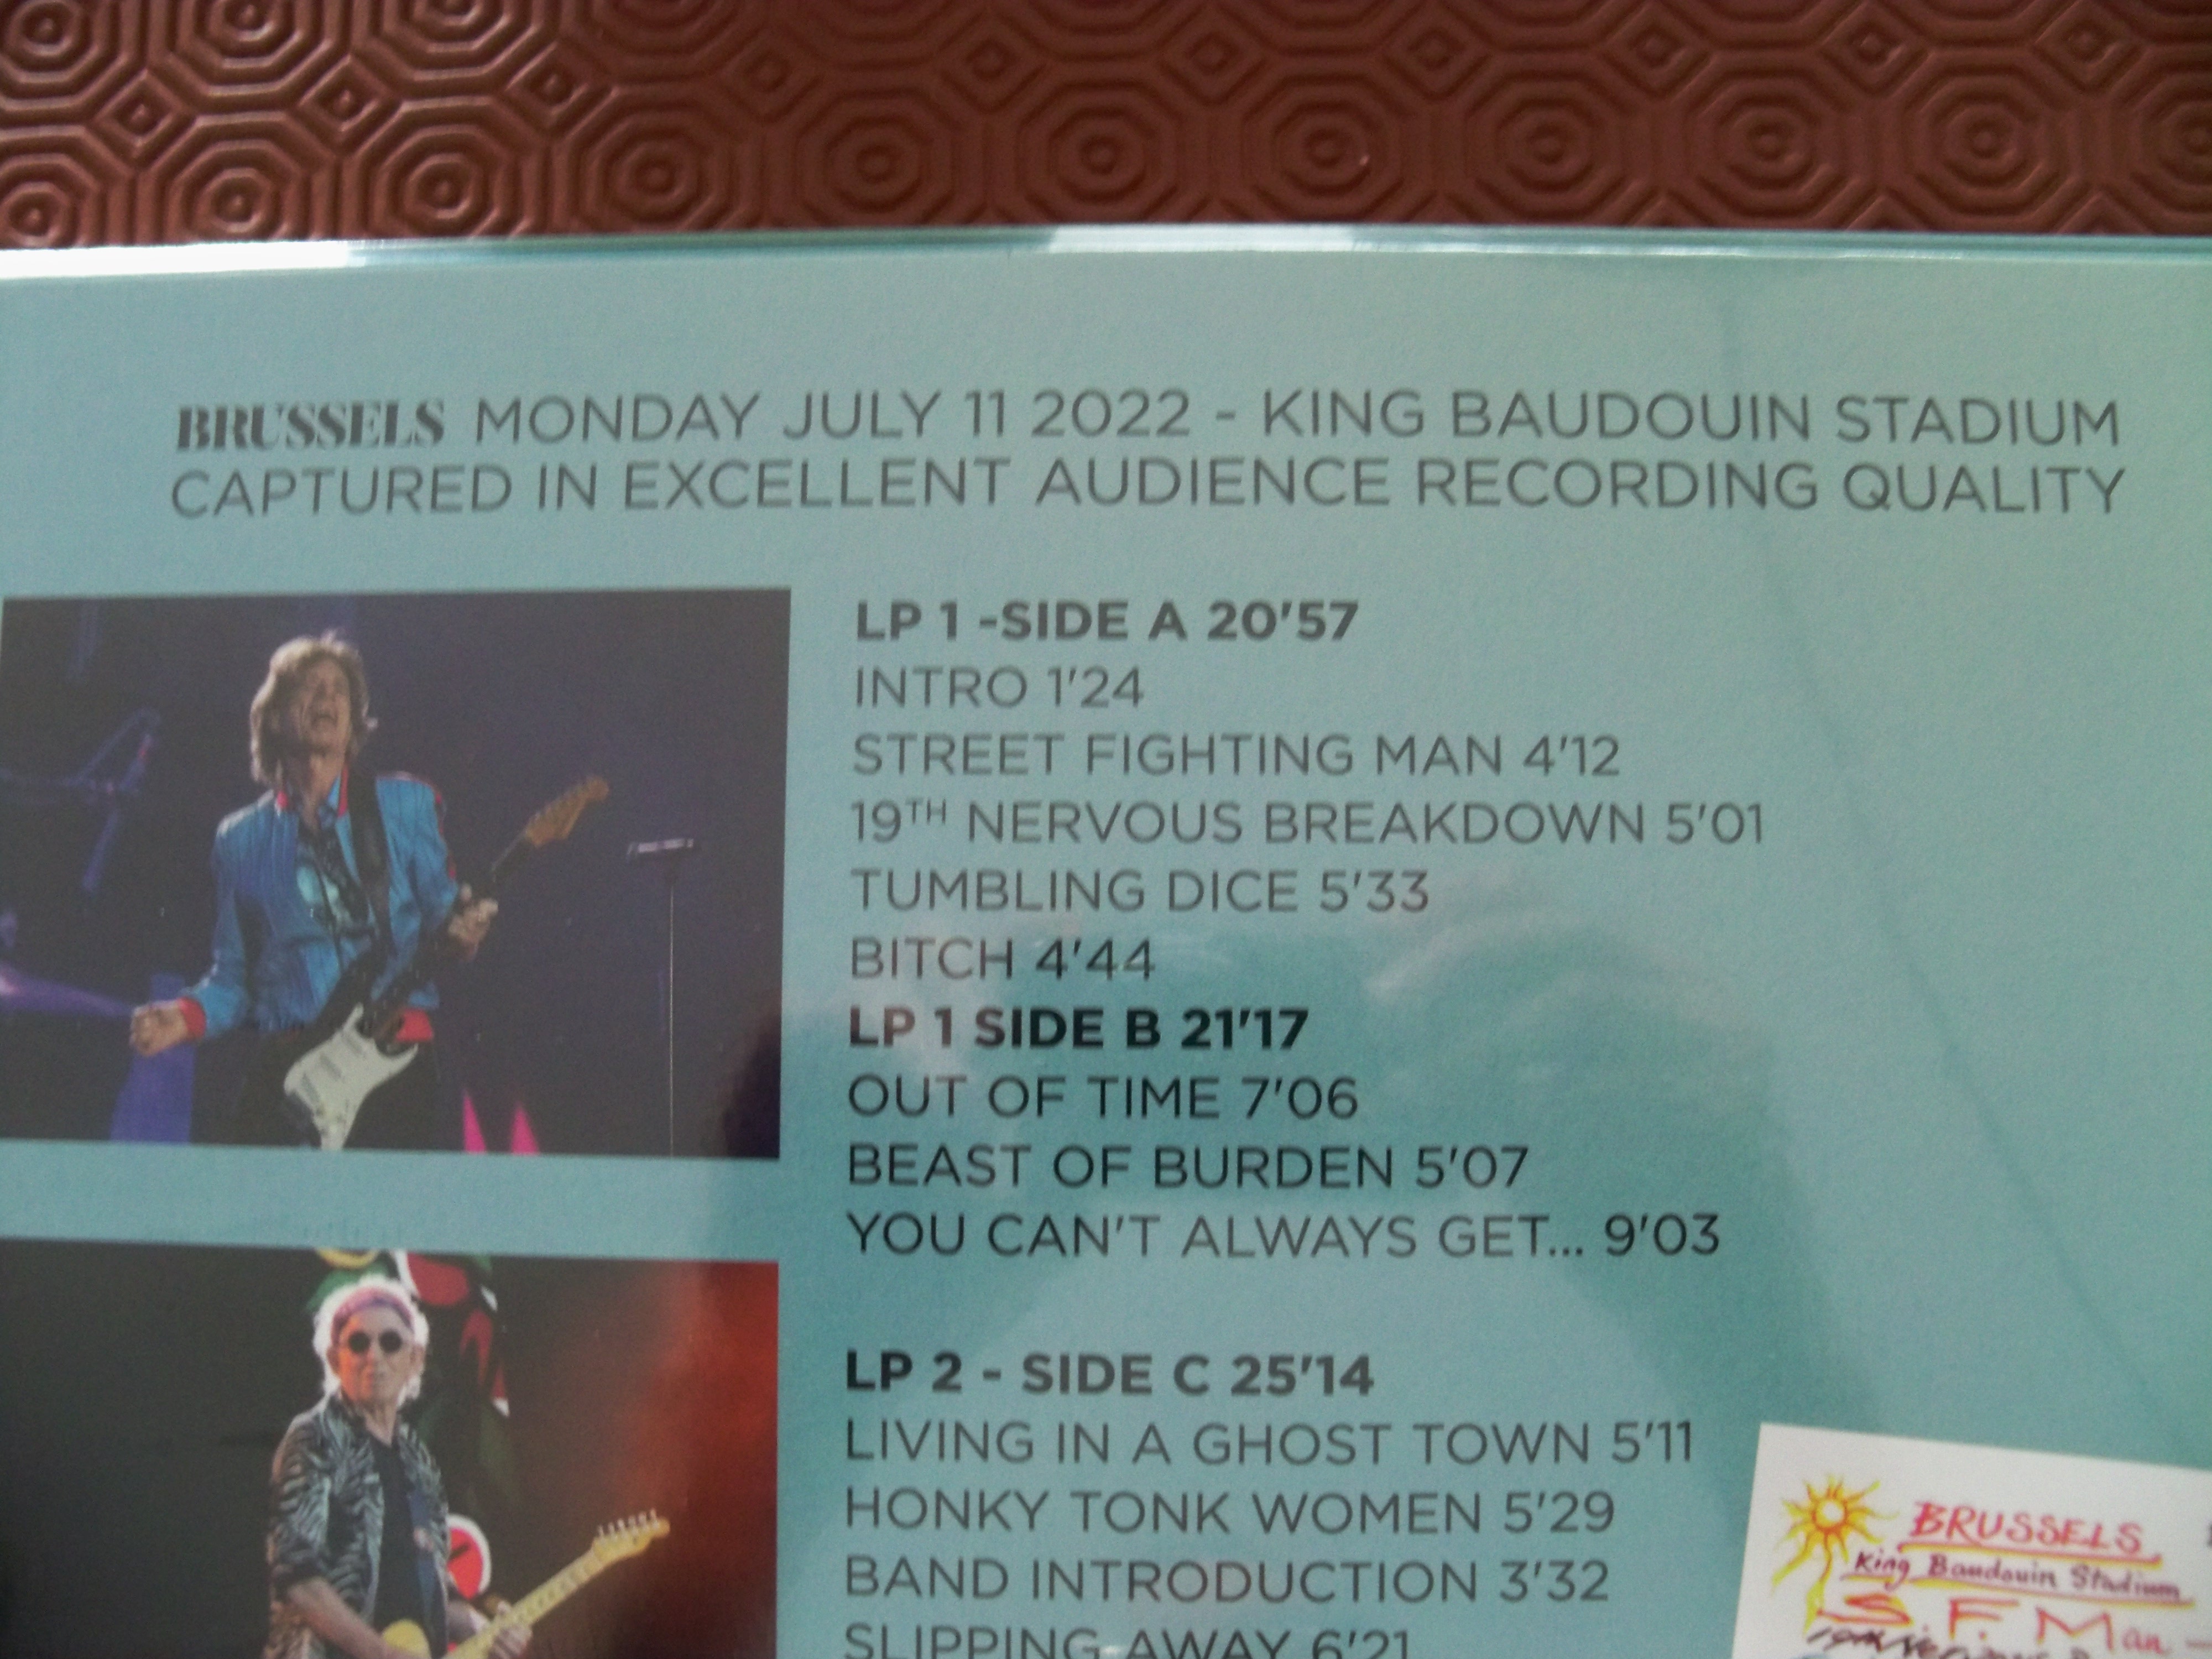 BRUSSELS MONDAY JULY 11 2022 - KING BAUDOUIN STADIUM
CAPTURED IN EXCELLENT AUDIENCE RECORDING QUALITY
LP 1 -SIDE A 20'57
INTRO 1'24
STREET FIGHTING MAN 4'12
19TH NERVOUS BREAKDOWN 5'01
TUMBLING DICE 5'33
BITCH 4'44
LP 1 SIDE B 21'17
OUT OF TIME 7'06
BEAST OF BURDEN 5'07
YOU CAN'T ALWAYS GET... 9'03
LP 2 - SIDE C 25'14
LIVING IN A GHOST TOWN 5'11
HONKY TONK WOMEN 5'29
BAND INTRODUCTION 3'32
SLIPPING AWAY 6'21
BRUSSELS
King Baudouin Stadium
S. F. Man